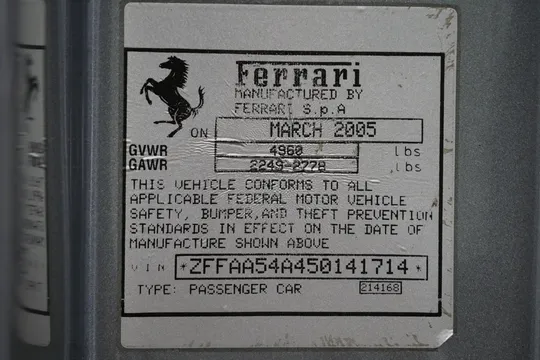 Ferrari
MANUFACTURED BY
FERRARI S.p.A
ON MARCH 2005
GVWR 4960 lbs
GAWR 2249-2778 lbs
THIS VEHICLE CONFORMS TO ALL
APPLICABLE FEDERAL MOTOR VEHICLE
SAFETY, BUMPER,AND THEFT PREVENTION
STANDARDS IN EFFECT ON THE DATE OF
MANUFACTURE SHOWN ABOVE
VIN *ZFFAA54A450141714*
TYPE: PASSENGER CAR 214168